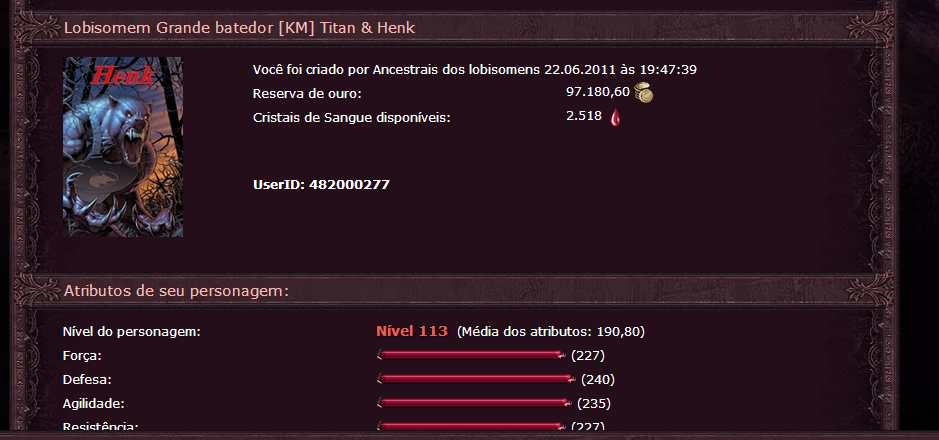 Lobisomem Grande batedor [KM] Titan & Henk
Henk
Você foi criado por Ancestrais dos lobisomens 22.06.2011 às 19:47:39
Reserva de ouro: 97.180,60
Cristais de Sangue disponíveis: 2.518
UserID: 482000277
Atributos de seu personagem:
Nível do personagem: Nível 113 (Média dos atributos: 190,80)
Força: (227)
Defesa: (240)
Agilidade: (235)
Resistência: (227)